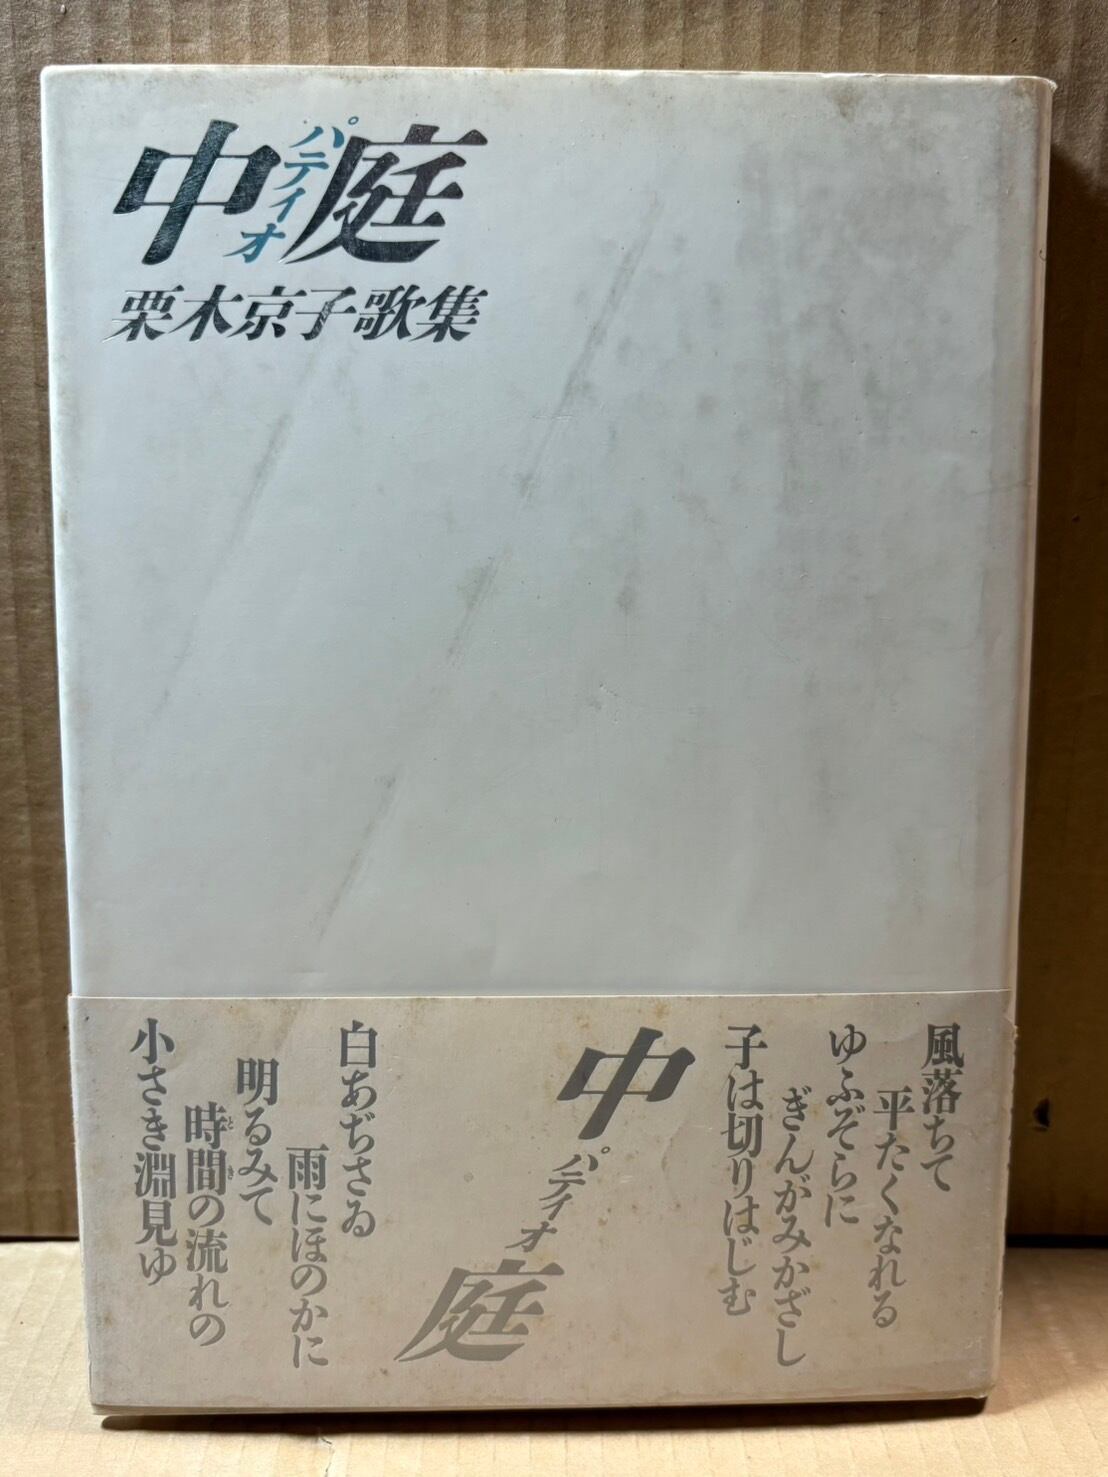 中庭
パティオ
栗木京子歌集
風落ちて
平たくなれる
ゆふぞらに
ぎんがみかざし
子は切りはじむ
中庭
パティオ
白あぢさゐ
雨にほのかに
明るみて
時間の流れの
とき
小さき淵見ゆ